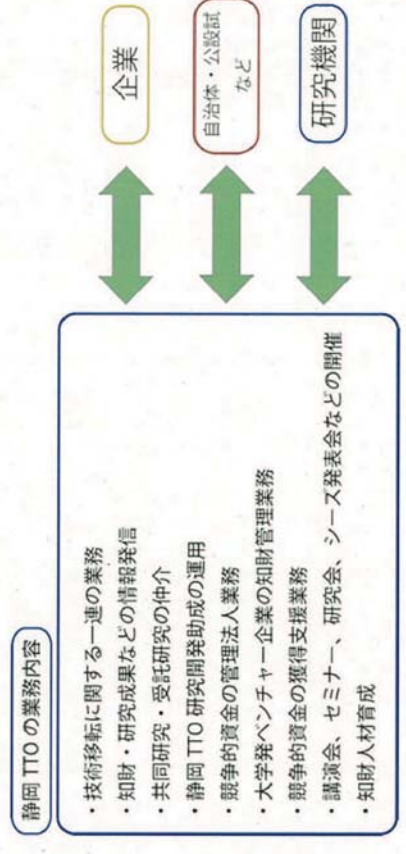 静岡 TTO の業務内容
・技術移転に関する一連の業務
・知財・研究成果などの情報発信
・共同研究・受託研究の仲介
・静岡 TTO 研究開発助成の運用
・競争的資金の管理法人業務
・大学発ベンチャー企業の知財管理業務
・競争的資金の獲得支援業務
・講演会、セミナー、研究会、シーズ発表会などの開催
・知財人材育成
企業
自治体・公設試
など
研究機関